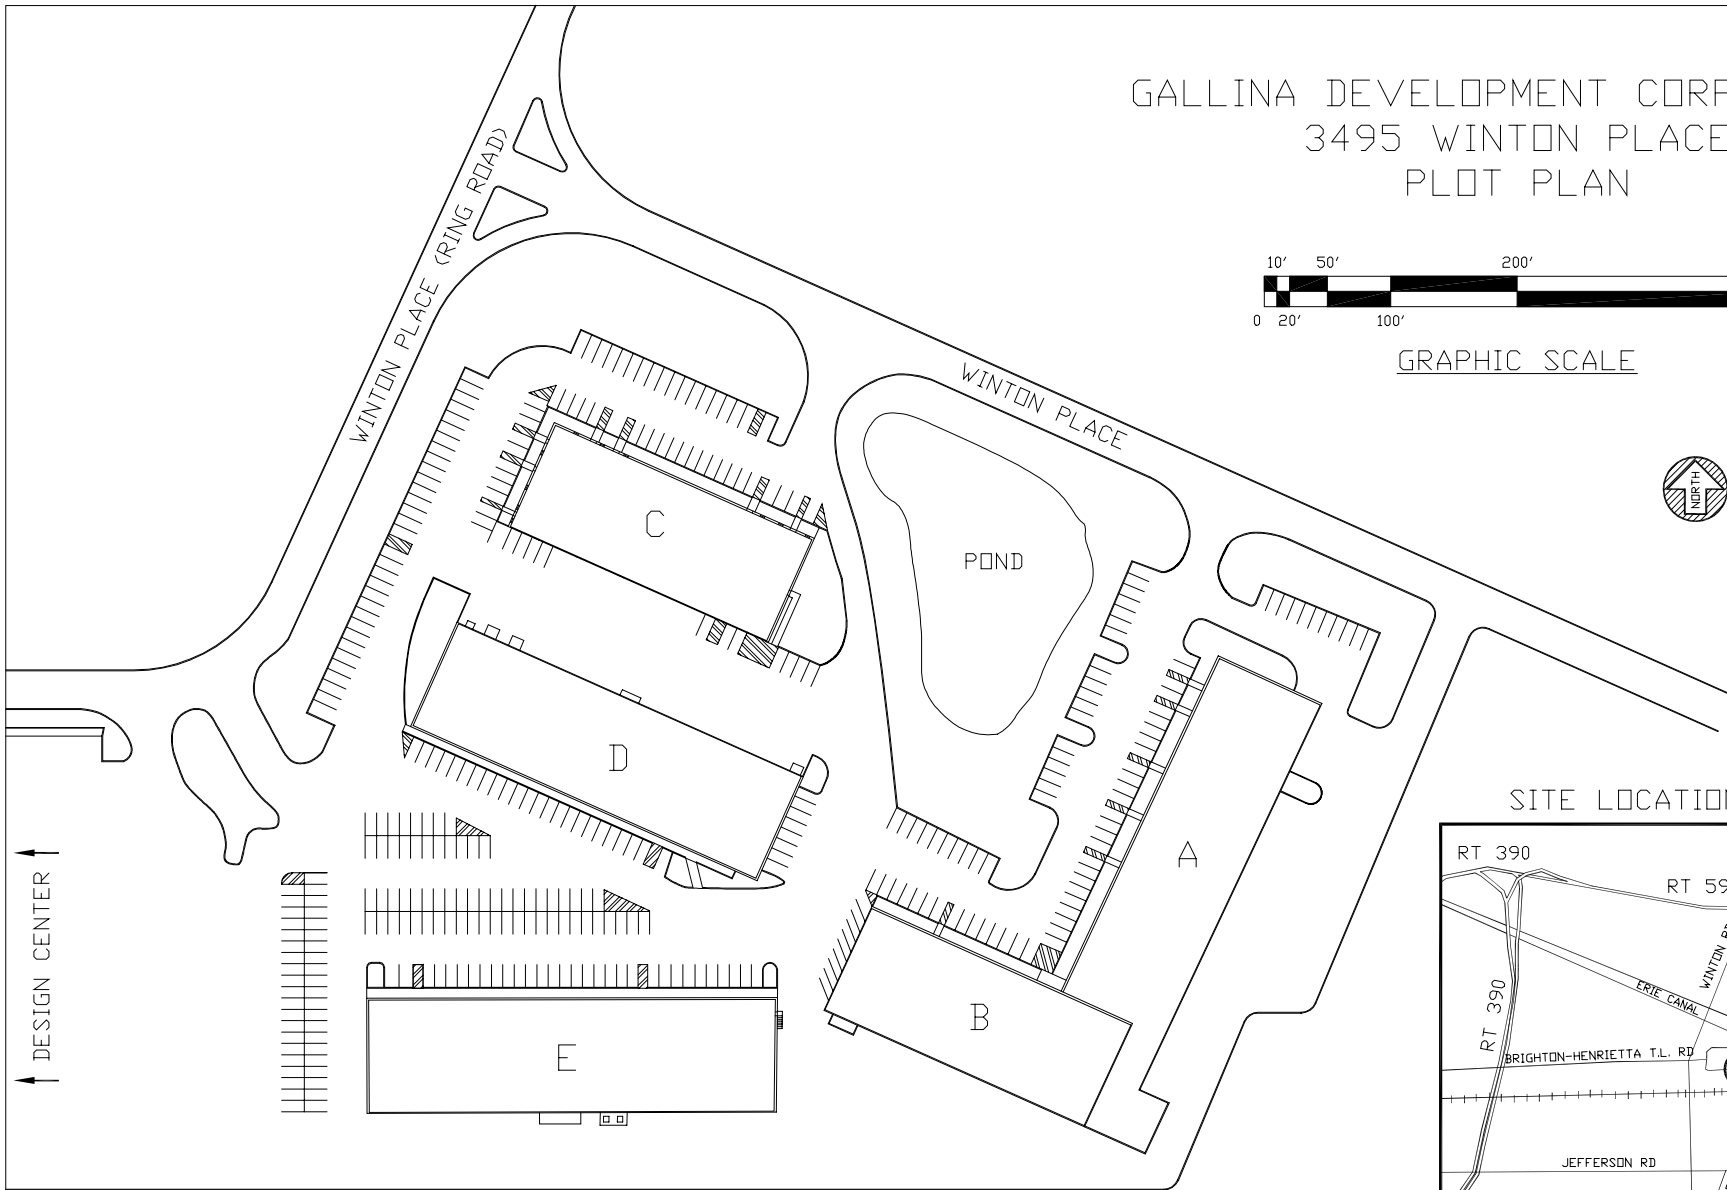 GALLINA DEVELOPMENT CORP
3495 WINTON PLACE
PLOT PLAN
10' 50' 200'
0 20' 100'
GRAPHIC SCALE
WINTON PLACE (RING ROAD)
WINTON PLACE
NORTH
C
POND
D
A
B
E
DESIGN CENTER
SITE LOCATION
RT 390
RT 59
WINTON RD
ERIE CANAL
RT 390
BRIGHTON-HENRIETTA T.L. RD
JEFFERSON RD